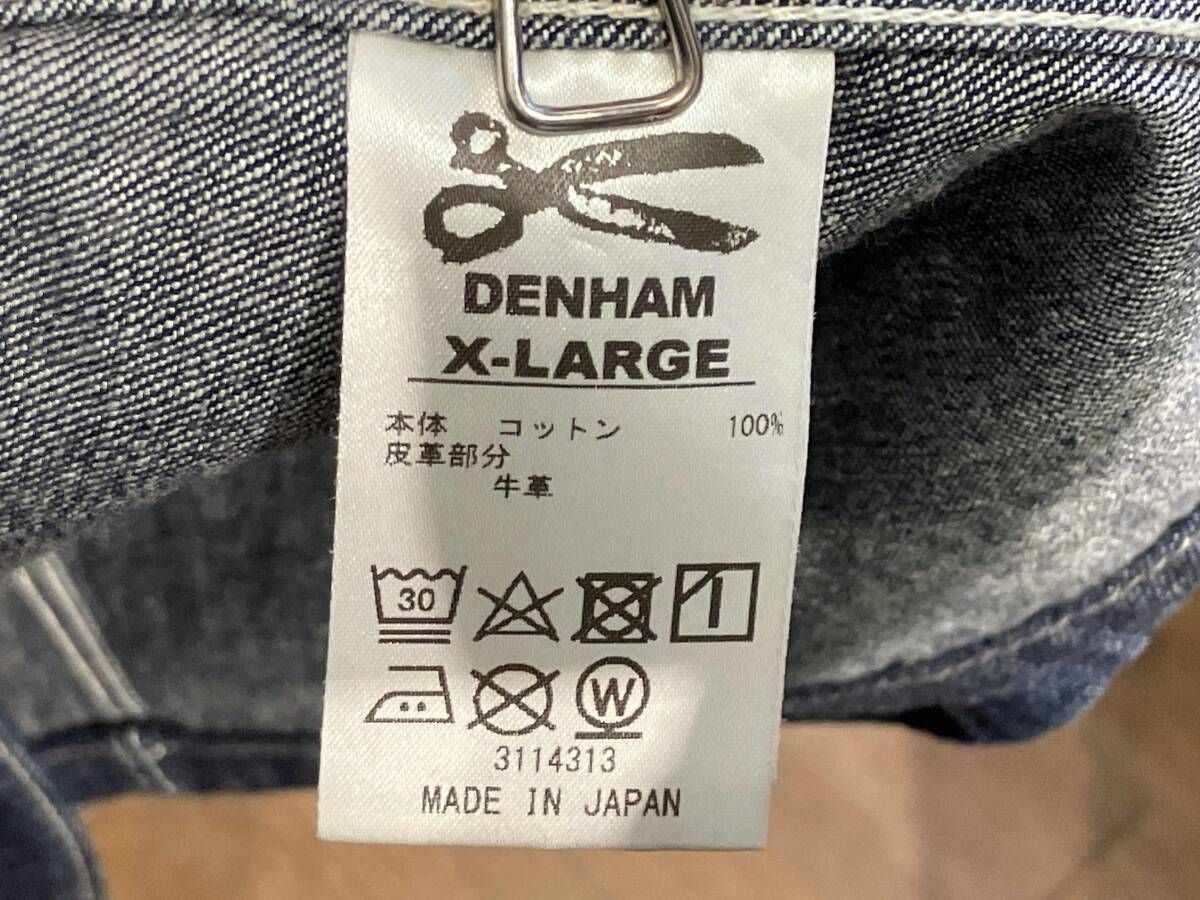 DENHAM
X-LARGE
本体 コットン 100%
皮革部分
牛革
30
W
3114313
MADE IN JAPAN